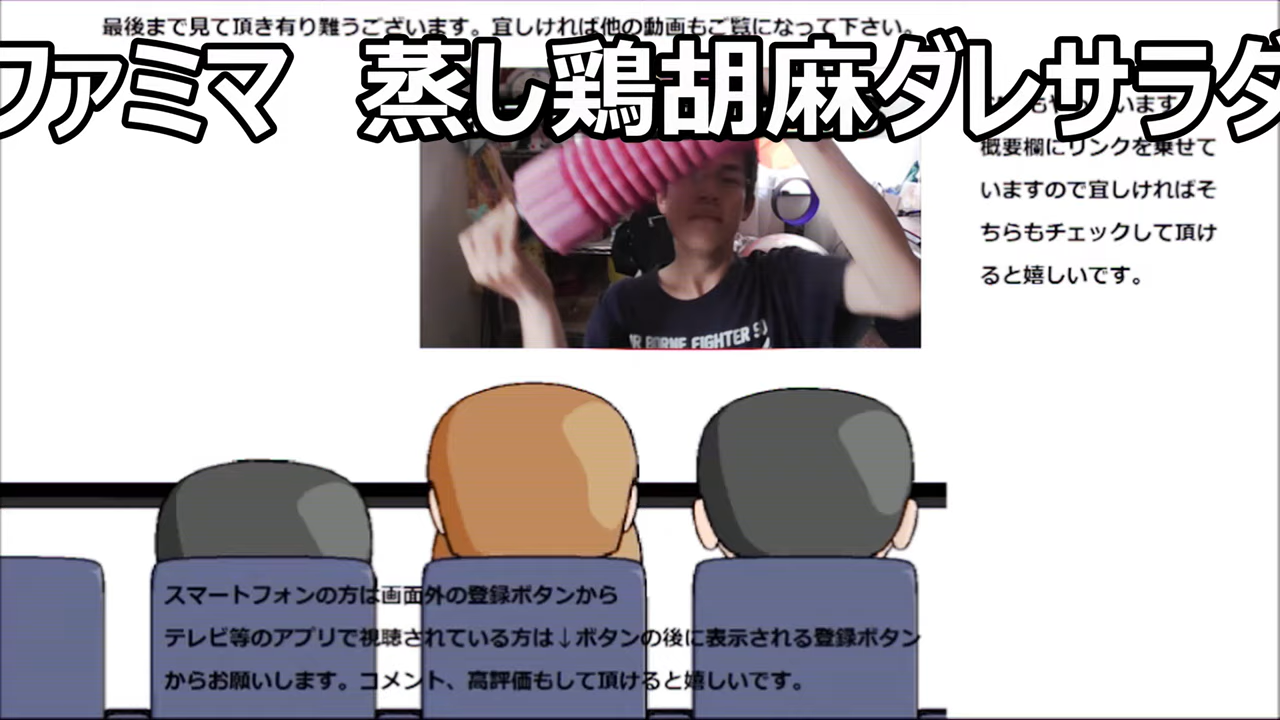 最後まで見て頂き有り難うございます。宜しければ他の動画もご覧になって下さい。
ファミマ　蒸し鶏胡麻ダレサラダ
います
概要欄にリンクを乗せて
いますので宜しければそ
ちらもチェックして頂け
ると嬉しいです。
BORNE FIGHTER
スマートフォンの方は画面外の登録ボタンから
テレビ等のアプリで視聴されている方は↓ボタンの後に表示される登録ボタン
からお願いします。コメント、高評価もして頂けると嬉しいです。